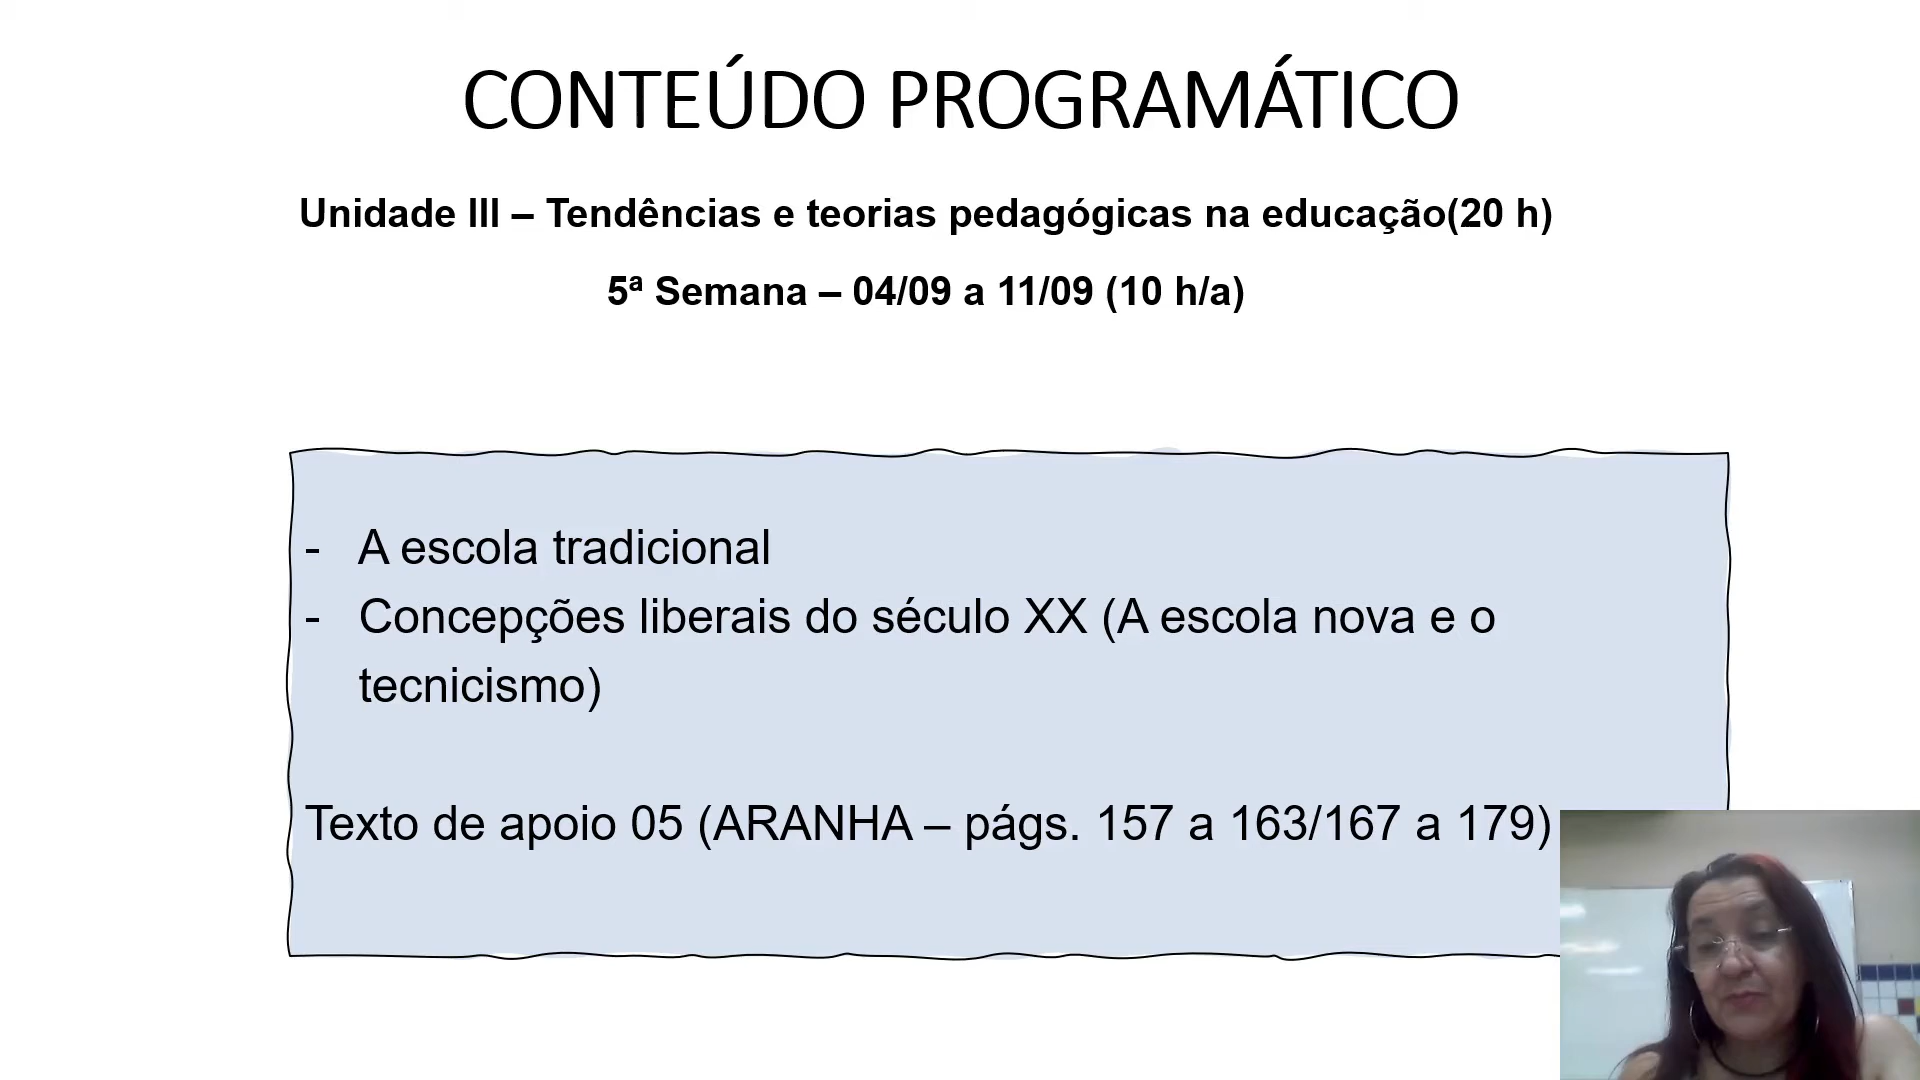 CONTEÚDO PROGRAMÁTICO
Unidade III – Tendências e teorias pedagógicas na educação(20 h)
5ª Semana – 04/09 a 11/09 (10 h/a)
- A escola tradicional
- Concepções liberais do século XX (A escola nova e o
tecnicismo)
Texto de apoio 05 (ARANHA – págs. 157 a 163/167 a 179)